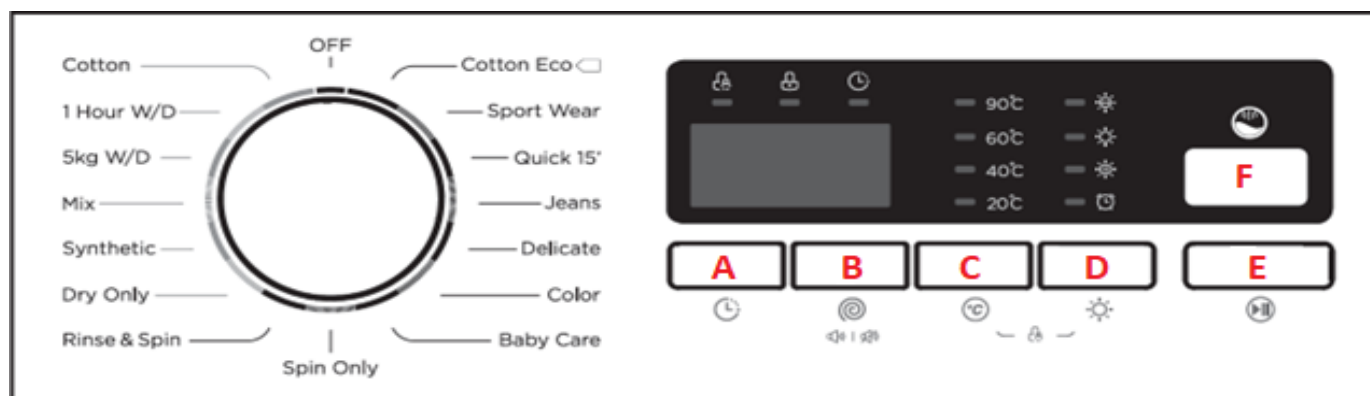 OFF
Cotton
1 Hour W/D
5kg W/D
Mix
Synthetic
Dry Only
Rinse & Spin
Spin Only
Cotton Eco
Sport Wear
Quick 15'
Jeans
Delicate
Color
Baby Care
90℃
60℃
40℃
20℃
F
A B C D E
℃